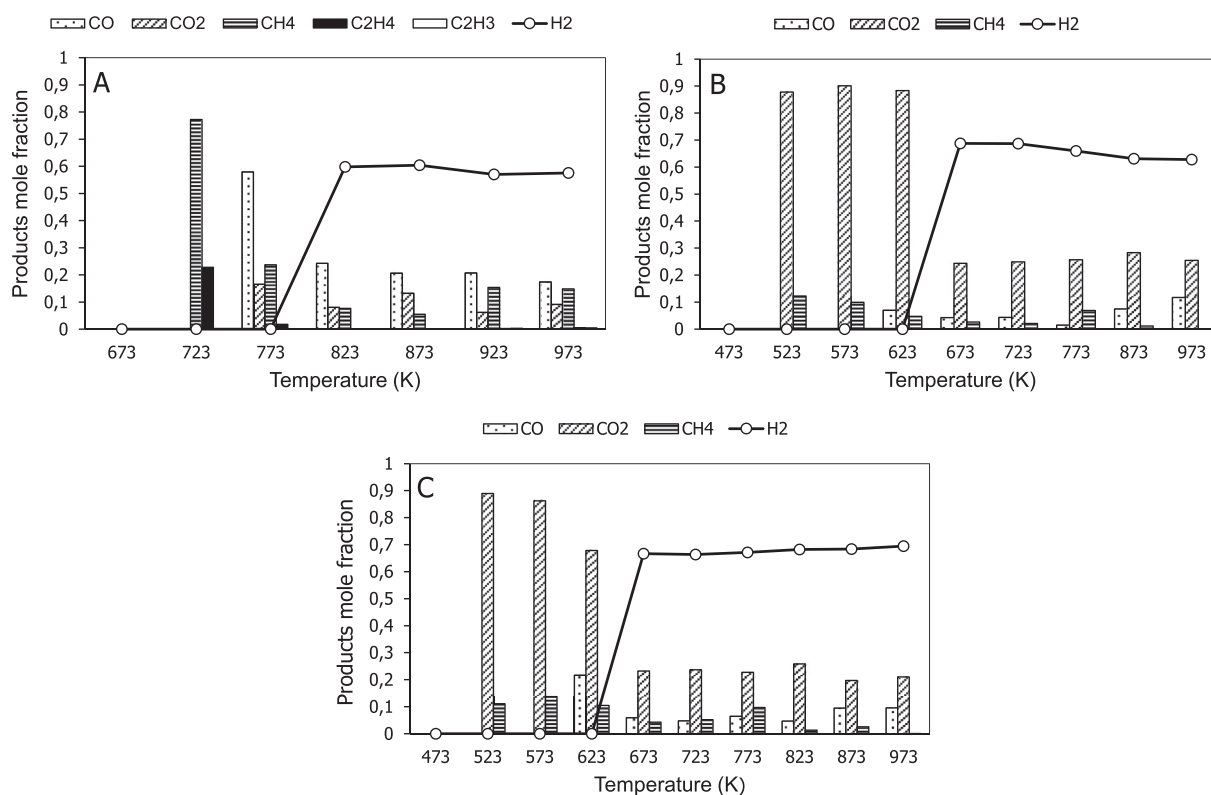 CO CO2 CH4 C2H4 C2H3 H2
A
1
0,9
0,8
0,7
0,6
0,5
0,4
0,3
0,2
0,1
0
Products mole fraction
673 723 773 823 873 923 973
Temperature (K)
CO CO2 CH4 H2
B
1
0,9
0,8
0,7
0,6
0,5
0,4
0,3
0,2
0,1
0
Products mole fraction
473 523 573 623 673 723 773 873 973
Temperature (K)
CO CO2 CH4 H2
C
1
0,9
0,8
0,7
0,6
0,5
0,4
0,3
0,2
0,1
0
Products mole fraction
473 523 573 623 673 723 773 823 873 973
Temperature (K)